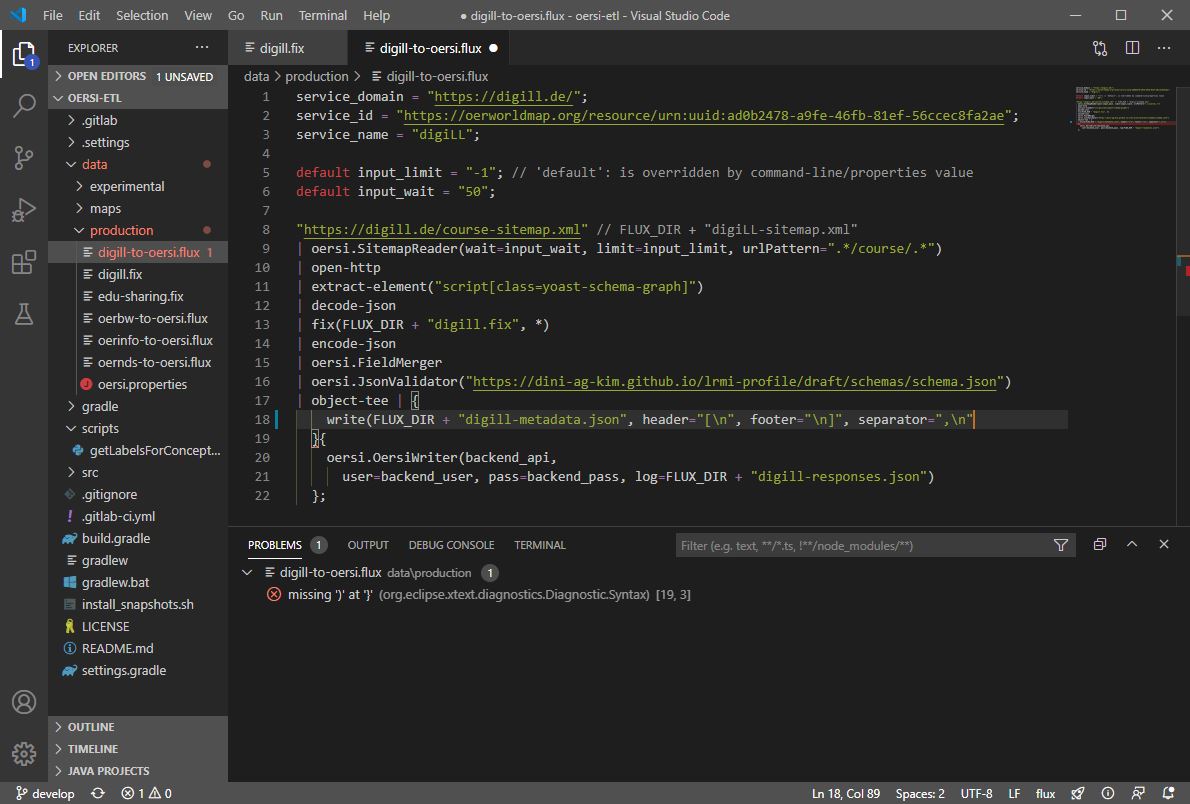 File Edit Selection View Go Run Terminal Help ● digill-to-oersi.flux - oersi-etl - Visual Studio Code
EXPLORER ···
OPEN EDITORS 1 UNSAVED
OERSI-ETL
.gitlab
.settings
data
experimental
maps
production
digill-to-oersi.flux 1
digill.fix
edu-sharing.fix
oerbw-to-oersi.flux
oerinfo-to-oersi.flux
oernds-to-oersi.flux
oersi.properties
gradle
scripts
getLabelsForConcept...
src
.gitignore
.gitlab-ci.yml
build.gradle
gradlew
gradlew.bat
install_snapshots.sh
LICENSE
README.md
settings.gradle
OUTLINE
TIMELINE
JAVA PROJECTS
1
digill.fix digill-to-oersi.flux ●
data > production > digill-to-oersi.flux
1 service_domain = "https://digill.de/";
2 service_id = "https://oerworldmap.org/resource/urn:uuid:ad0b2478-a9fe-46fb-81ef-56ccec8fa2ae";
3 service_name = "digiLL";
4
5 default input_limit = "-1"; // 'default': is overridden by command-line/properties value
6 default input_wait = "50";
7
8 "https://digill.de/course-sitemap.xml" // FLUX_DIR + "digiLL-sitemap.xml"
9 | oersi.SitemapReader(wait=input_wait, limit=input_limit, urlPattern=".*/course/.*")
10 | open-http
11 | extract-element("script[class=yoast-schema-graph]")
12 | decode-json
13 | fix(FLUX_DIR + "digill.fix", *)
14 | encode-json
15 | oersi.FieldMerger
16 | oersi.JsonValidator("https://dini-ag-kim.github.io/lrmi-profile/draft/schemas/schema.json")
17 | object-tee | {
18 write(FLUX_DIR + "digill-metadata.json", header="[\n", footer="\n]", separator=",\n"
19 }{
20 oersi.OersiWriter(backend_api,
21 user=backend_user, pass=backend_pass, log=FLUX_DIR + "digill-responses.json")
22 };
PROBLEMS 1 OUTPUT DEBUG CONSOLE TERMINAL Filter (e.g. text, **/*.ts, !**/node_modules/**)
digill-to-oersi.flux data\production 1
missing ')' at '}' (org.eclipse.xtext.diagnostics.Diagnostic.Syntax) [19, 3]
develop 1 0 Ln 18, Col 89 Spaces: 2 UTF-8 LF flux